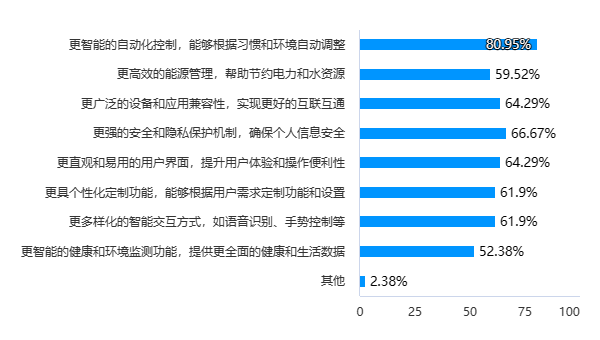 更智能的自动化控制，能够根据习惯和环境自动调整 80.95%
更高效的能源管理，帮助节约电力和水资源 59.52%
更广泛的设备和应用兼容性，实现更好的互联互通 64.29%
更强的安全和隐私保护机制，确保个人信息安全 66.67%
更直观和易用的用户界面，提升用户体验和操作便利性 64.29%
更具个性化定制功能，能够根据用户需求定制功能和设置 61.9%
更多样化的智能交互方式，如语音识别、手势控制等 61.9%
更智能的健康和环境监测功能，提供更全面的健康和生活数据 52.38%
其他 2.38%
0 25 50 75 100